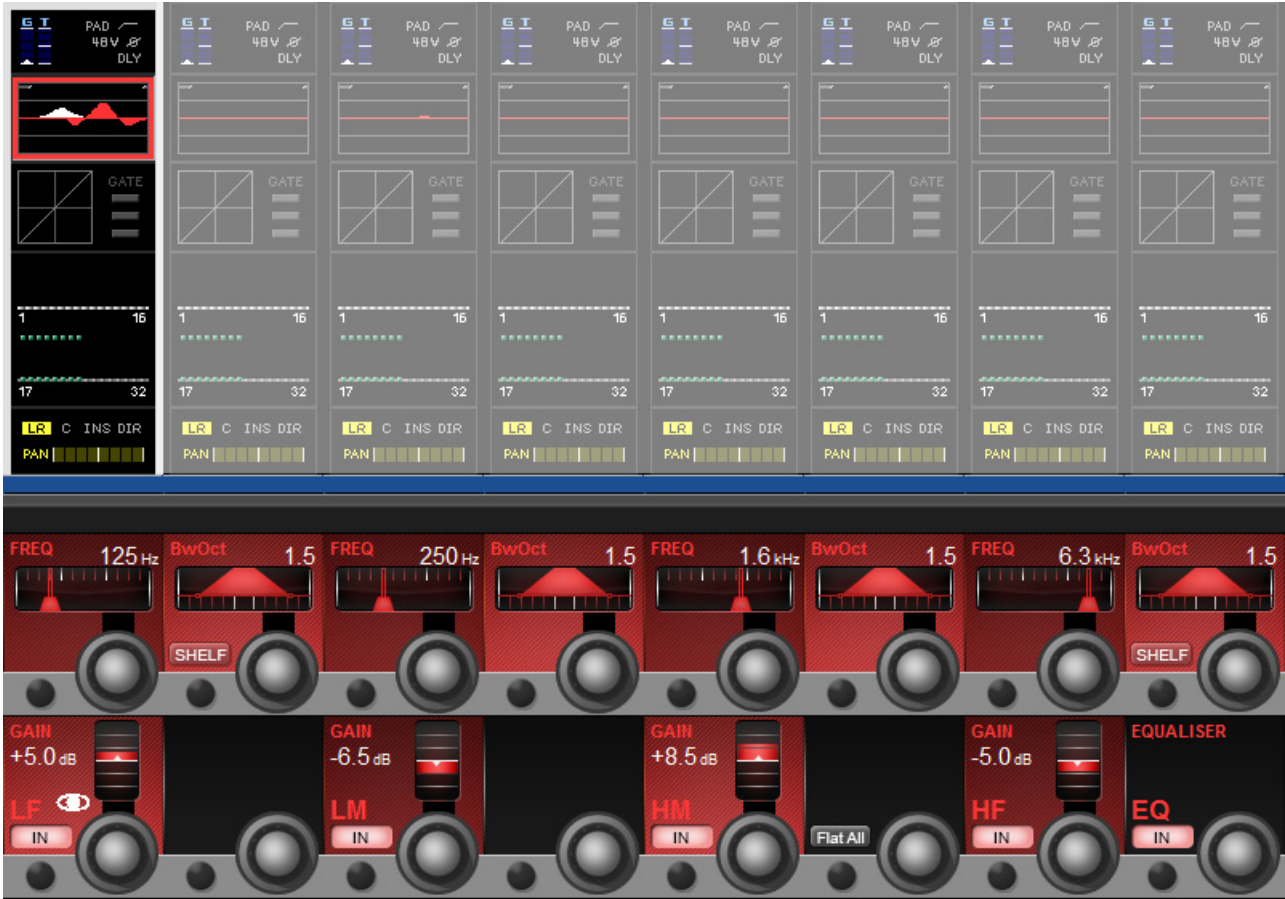 G T PAD G T PAD G T PAD G T PAD G T PAD G T PAD G T PAD G T PAD
48V 48V 48V 48V 48V 48V 48V 48V
DLY DLY DLY DLY DLY DLY DLY DLY
GATE GATE GATE GATE GATE GATE GATE GATE
1 16 1 16 1 16 1 16 1 16 1 16 1 16 1 16
17 32 17 32 17 32 17 32 17 32 17 32 17 32 17 32
LR C INS DIR LR C INS DIR LR C INS DIR LR C INS DIR LR C INS DIR LR C INS DIR LR C INS DIR LR C INS DIR
PAN PAN PAN PAN PAN PAN PAN PAN
FREQ 125 Hz BwOct 1.5 FREQ 250 Hz BwOct 1.5 FREQ 1.6 kHz BwOct 1.5 FREQ 6.3 kHz BwOct 1.5
SHELF SHELF
GAIN GAIN GAIN GAIN EQUALISER
+5.0 dB -6.5 dB +8.5 dB -5.0 dB
LF LM HM HF EQ
IN IN IN Flat All IN IN